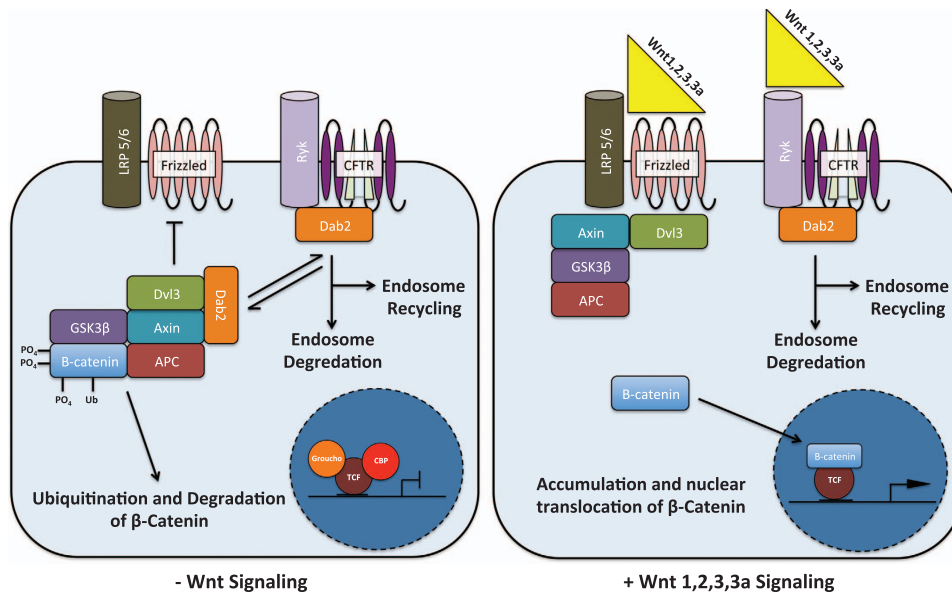 LRP 5/6
Frizzled
Ryk
CFTR
Dab2
Dvl3
Dab2
GSK3β
Axin
PO4
PO4
B-catenin
APC
PO4
Ub
Endosome
Recycling
Endosome
Degredation
Groucho
CBP
TCF
Ubiquitination and Degradation
of β-Catenin
- Wnt Signaling
Wnt1,2,3,3a
Wnt 1,2,3,3a
LRP 5/6
Frizzled
Ryk
CFTR
Axin
Dvl3
Dab2
GSK3β
APC
Endosome
Recycling
Endosome
Degredation
B-catenin
B-catenin
TCF
Accumulation and nuclear
translocation of β-Catenin
+ Wnt 1,2,3,3a Signaling